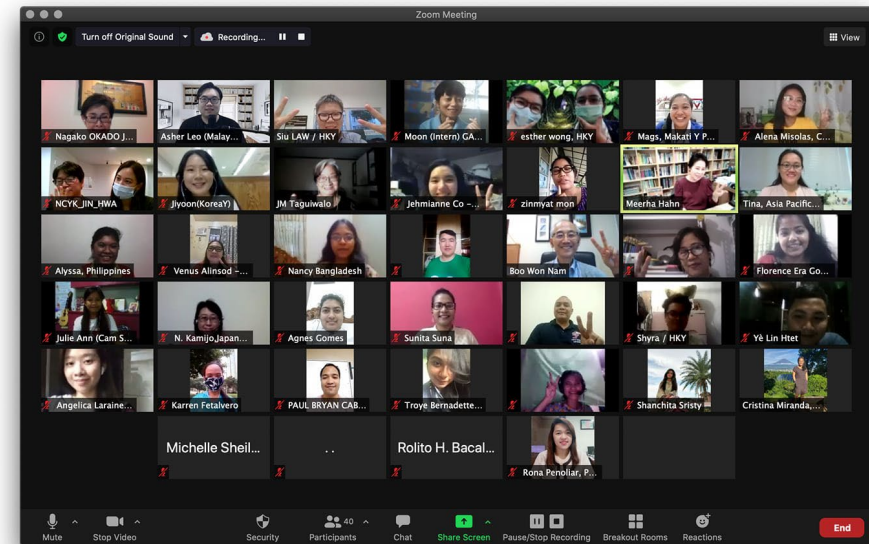 Zoom Meeting
Turn off Original Sound
Recording...
View
Nagako OKADO J...
Asher Leo (Malay...
Siu LAW / HKY
Moon (Intern) GA...
esther wong, HKY
Mags, Makati Y P...
Alena Misolas, C...
NCYK_JIN_HWA
Jiyoon(KoreaY)
JM Taguiwalo
Jehmianne Co -...
zinmyat mon
Meerha Hahn
Tina, Asia Pacific...
Alyssa, Philippines
Venus Alinsod -...
Nancy Bangladesh
Boo Won Nam
Florence Era Go...
Julie Ann (Cam S...
N. Kamijo,Japan...
Agnes Gomes
Sunita Suna
Shyra / HKY
Yè Lin Htet
Angelica Laraine...
Karren Fetalvero
PAUL BRYAN CAB...
Troye Bernadette...
Shanchita Sristy
Cristina Miranda,...
Michelle Sheil...
. .
Rolito H. Bacal...
Rona Penoliar, P...
Mute
Stop Video
Security
40
Participants
Chat
Share Screen
Pause/Stop Recording
Breakout Rooms
Reactions
End